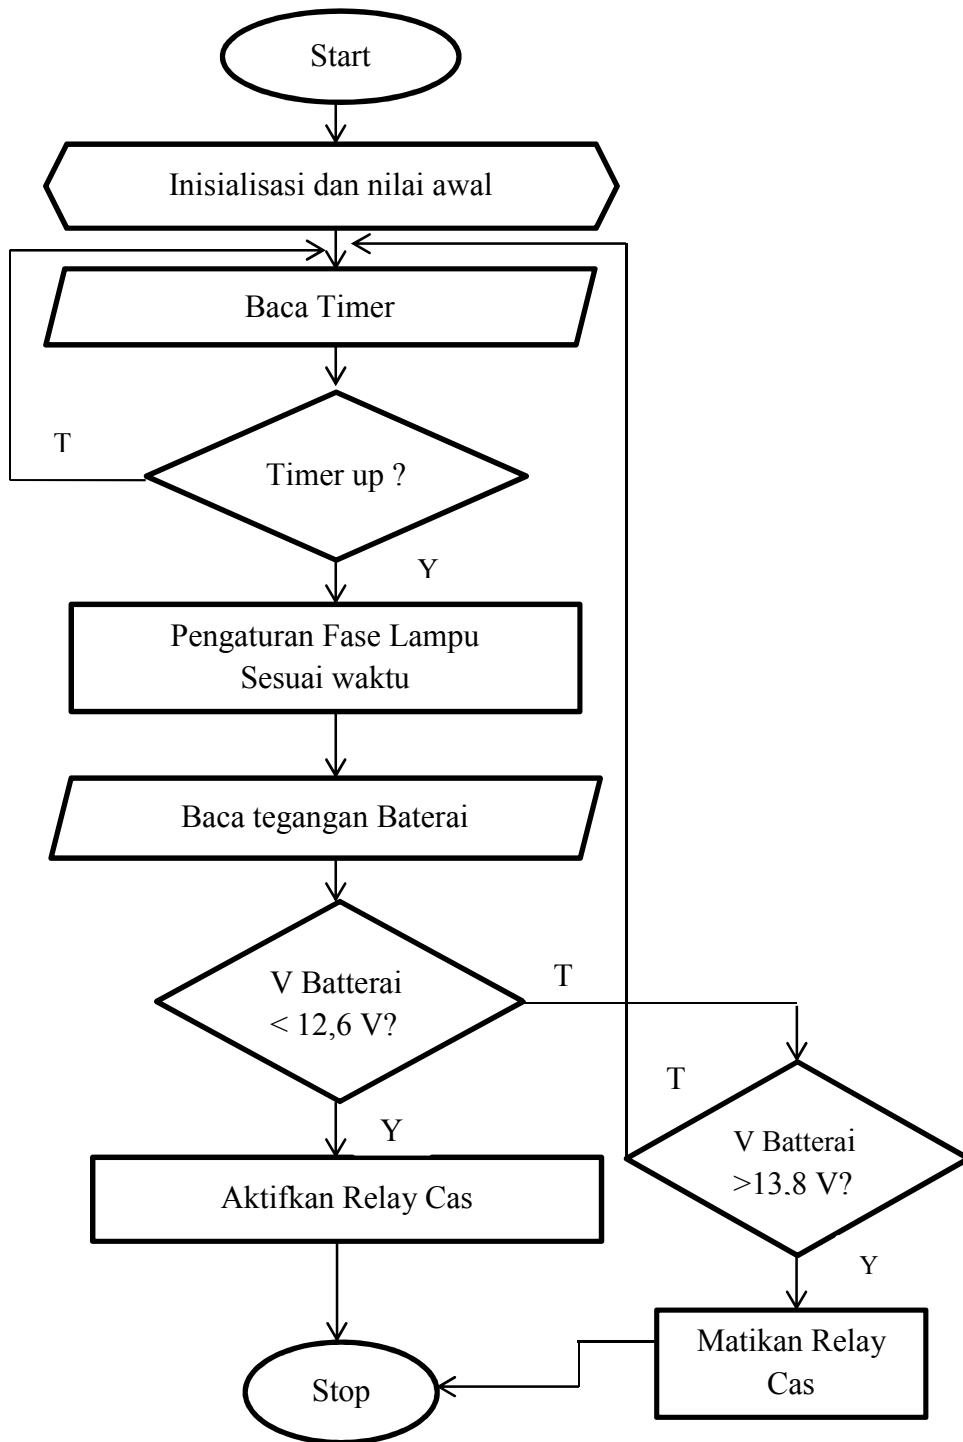 Start
Inisialisasi dan nilai awal
Baca Timer
T
Timer up ?
Y
Pengaturan Fase Lampu
Sesuai waktu
Baca tegangan Baterai
V Batterai
< 12,6 V?
T
T
Y
V Batterai
>13,8 V?
Aktifkan Relay Cas
Y
Matikan Relay
Cas
Stop